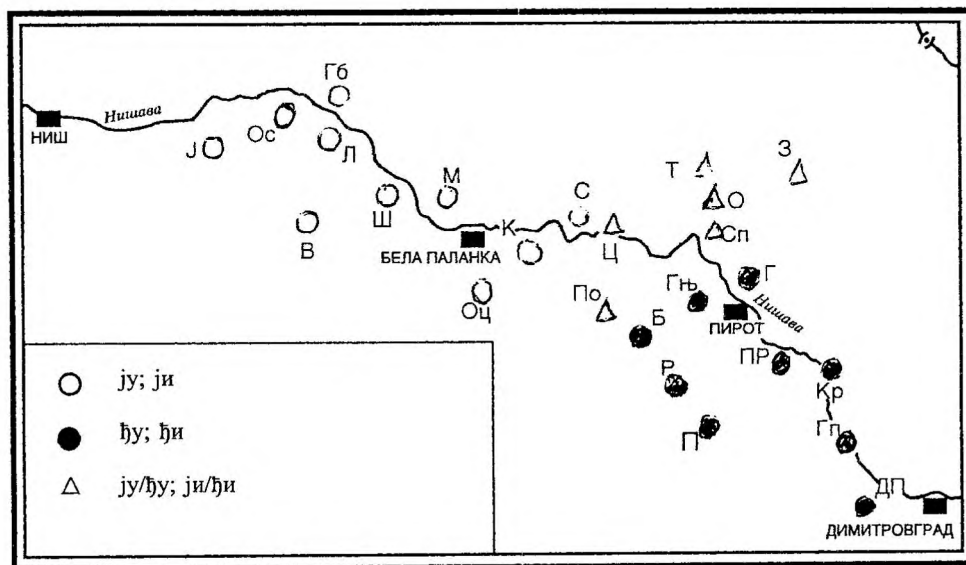 Гб
Нишава
НИШ
Ос
Ј
Л
Т
З
М
О
Ш
С
В
К
Сп
БЕЛА ПАЛАНКА
Ц
Г
Оц
По
Гњ
Нишава
Б
ПИРОТ
ПР
Р
Кр
П
Гп
ДП
ДИМИТРОВГРАД
ју; ји
ђу; ђи
ју/ђу; ји/ђи